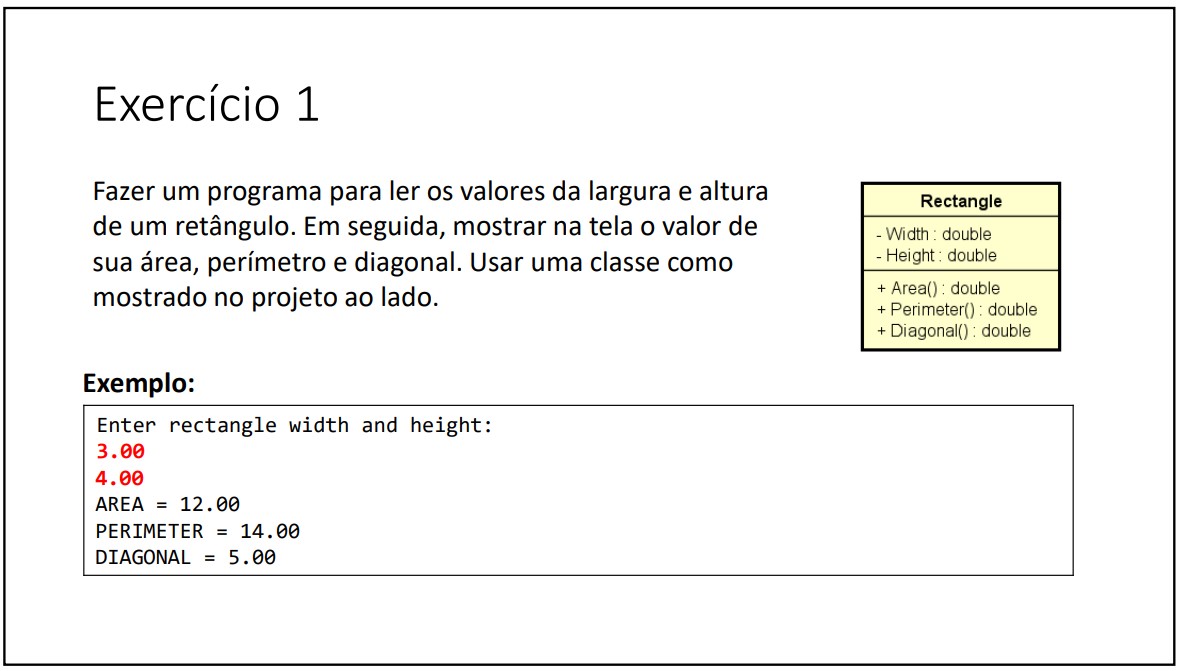 Exercício 1
Fazer um programa para ler os valores da largura e altura
de um retângulo. Em seguida, mostrar na tela o valor de
sua área, perímetro e diagonal. Usar uma classe como
mostrado no projeto ao lado.
Rectangle
- Width : double
- Height : double
+ Area() : double
+ Perimeter() : double
+ Diagonal() : double
Exemplo:
Enter rectangle width and height:
3.00
4.00
AREA = 12.00
PERIMETER = 14.00
DIAGONAL = 5.00